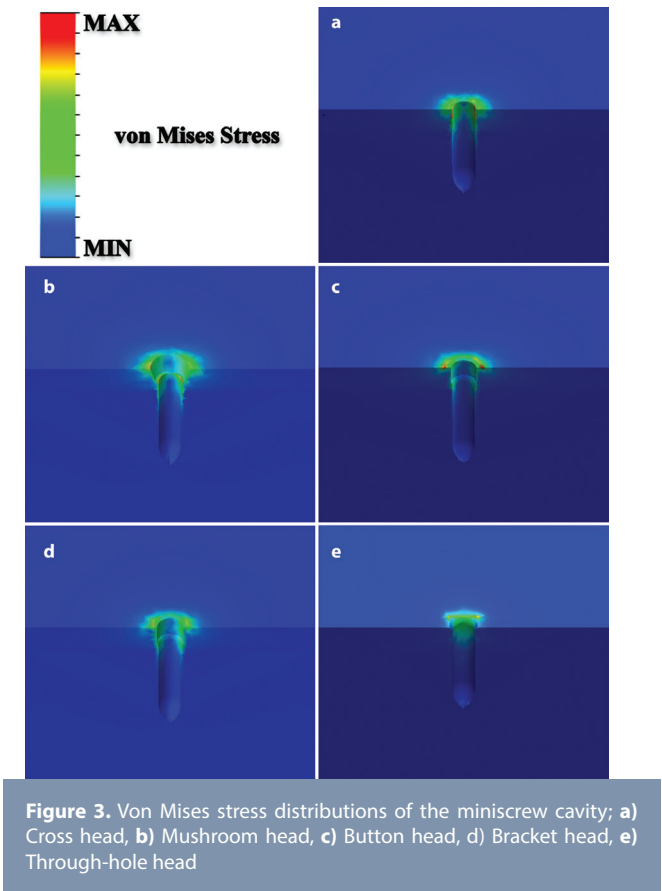 MAX
von Mises Stress
MIN
a
b
c
d
e
Figure 3. Von Mises stress distributions of the miniscrew cavity; a)
Cross head, b) Mushroom head, c) Button head, d) Bracket head, e)
Through-hole head